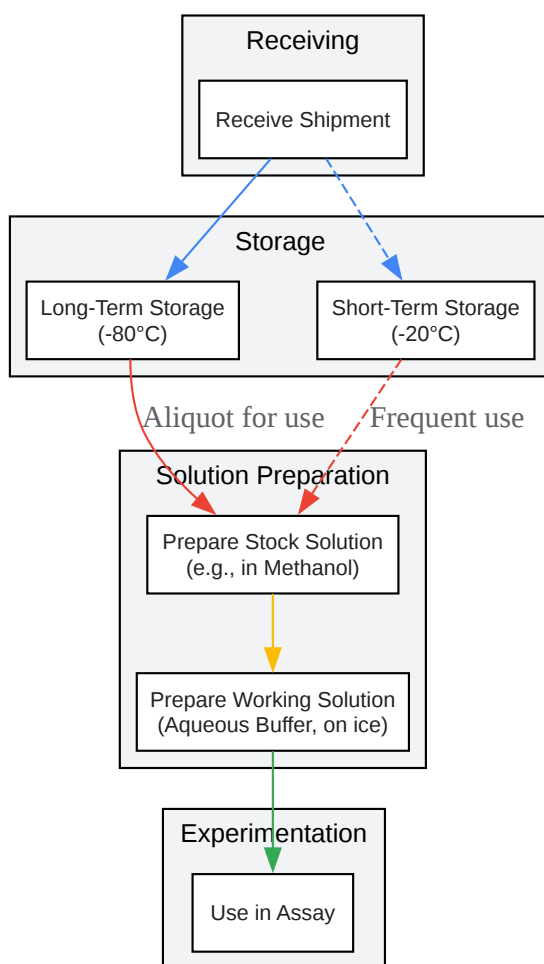 Receiving
Receive Shipment
Storage
Long-Term Storage
(-80°C)
Short-Term Storage
(-20°C)
Aliquot for use
Frequent use
Solution Preparation
Prepare Stock Solution
(e.g., in Methanol)
Prepare Working Solution
(Aqueous Buffer, on ice)
Experimentation
Use in Assay